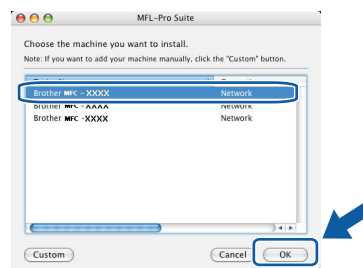 MFL-Pro Suite
Choose the machine you want to install.
Note: If you want to add your machine manually, click the "Custom" button.
Brother MFC - XXXX Network
Brother MFC - XXXX Network
Brother MFC -XXXX Network
Custom Cancel OK